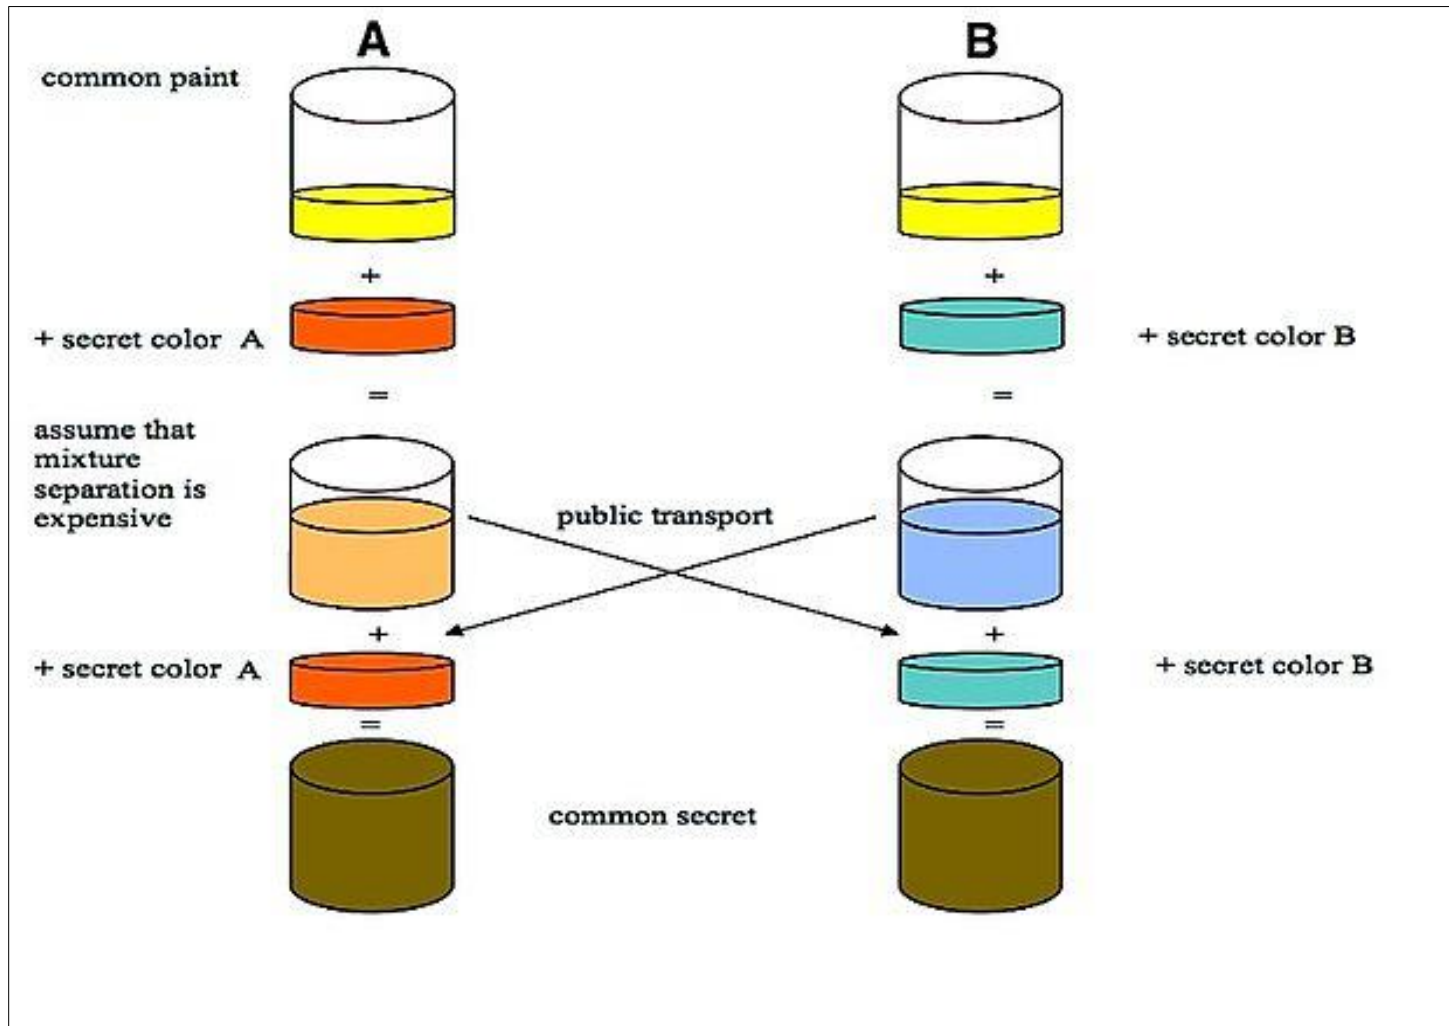 A
B
common paint
+
+
+ secret color A
+ secret color B
=
=
assume that
mixture
separation is
expensive
public transport
+
+
+ secret color A
+ secret color B
=
=
common secret